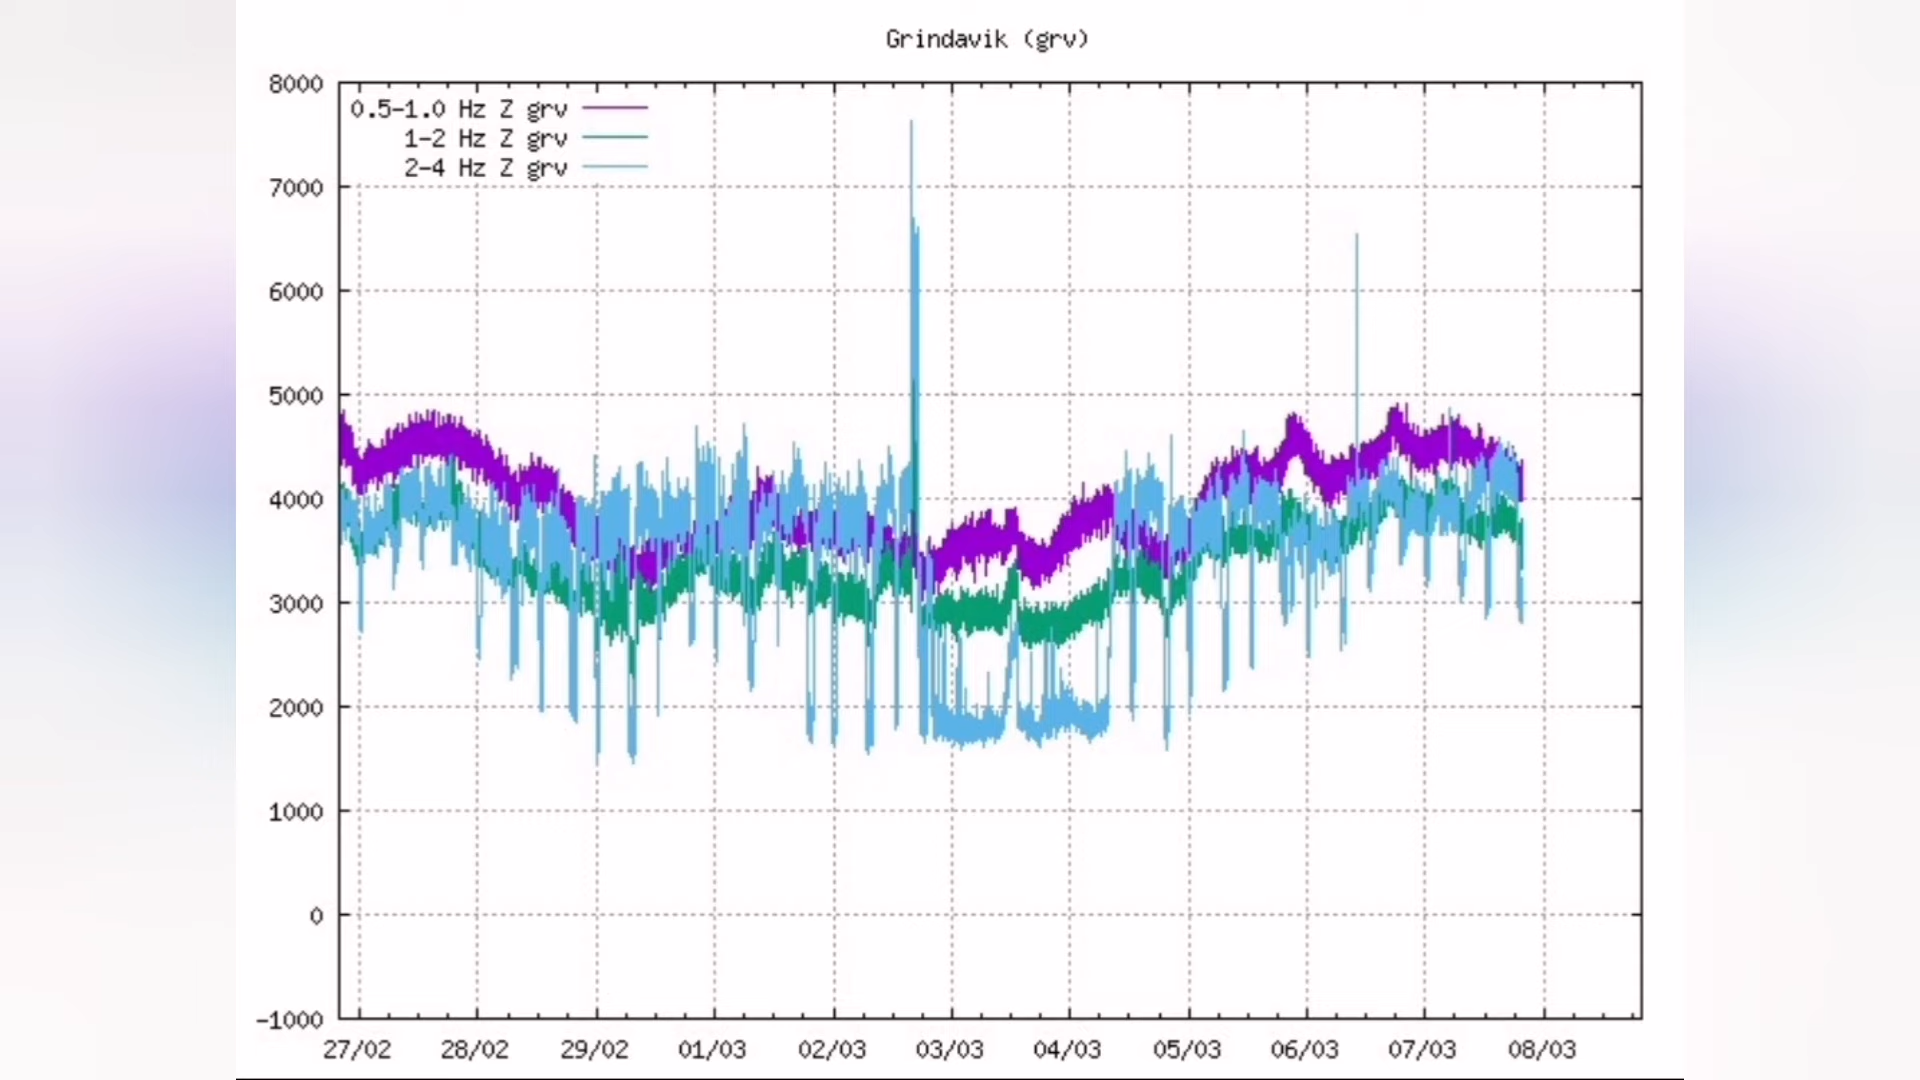 Grindavik (grv)
8000
0.5-1.0 Hz Z grv
1-2 Hz Z grv
2-4 Hz Z grv
7000
6000
5000
4000
3000
2000
1000
0
-1000
27/02 28/02 29/02 01/03 02/03 03/03 04/03 05/03 06/03 07/03 08/03